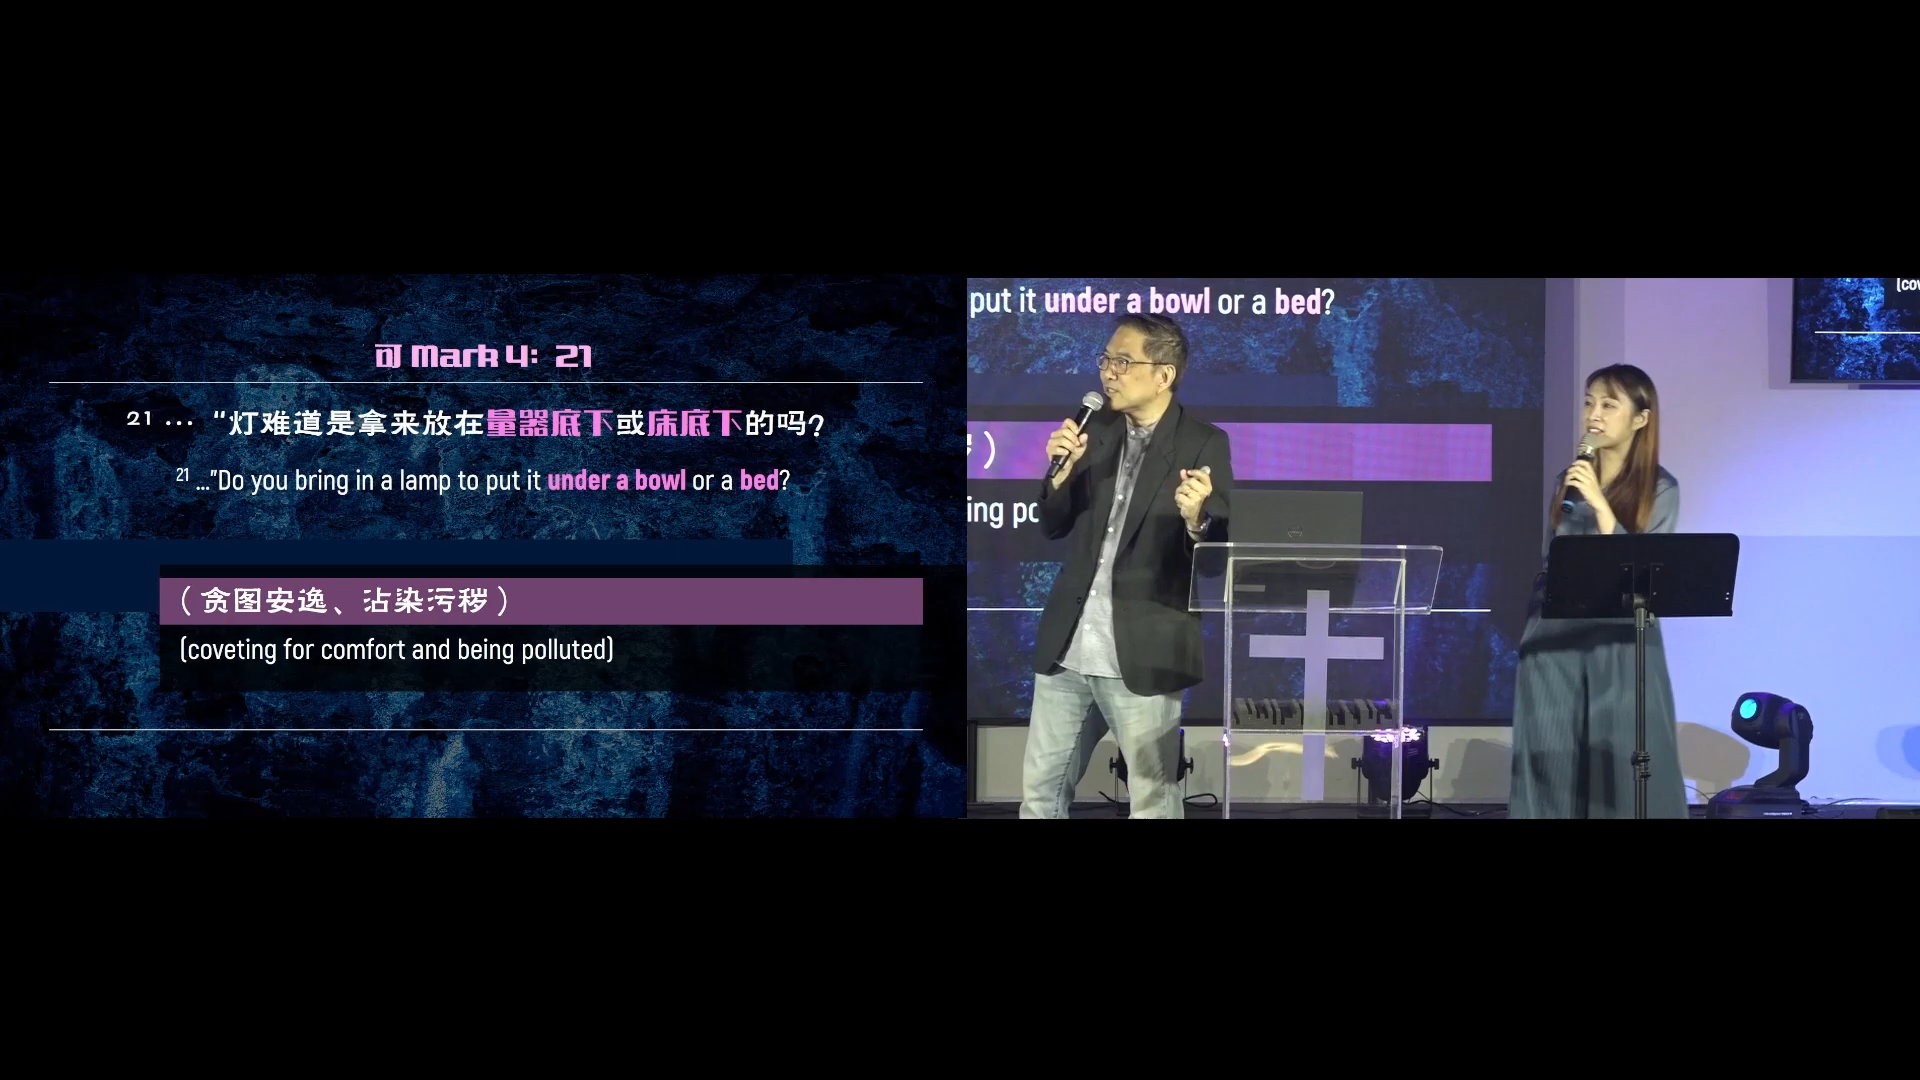 可 Mark 4: 21
21 ... “灯难道是拿来放在量器底下或床底下的吗?
21 ..."Do you bring in a lamp to put it under a bowl or a bed?
(贪图安逸、沾染污秽)
(coveting for comfort and being polluted)
put it under a bowl or a bed?
)
ing po
(cov